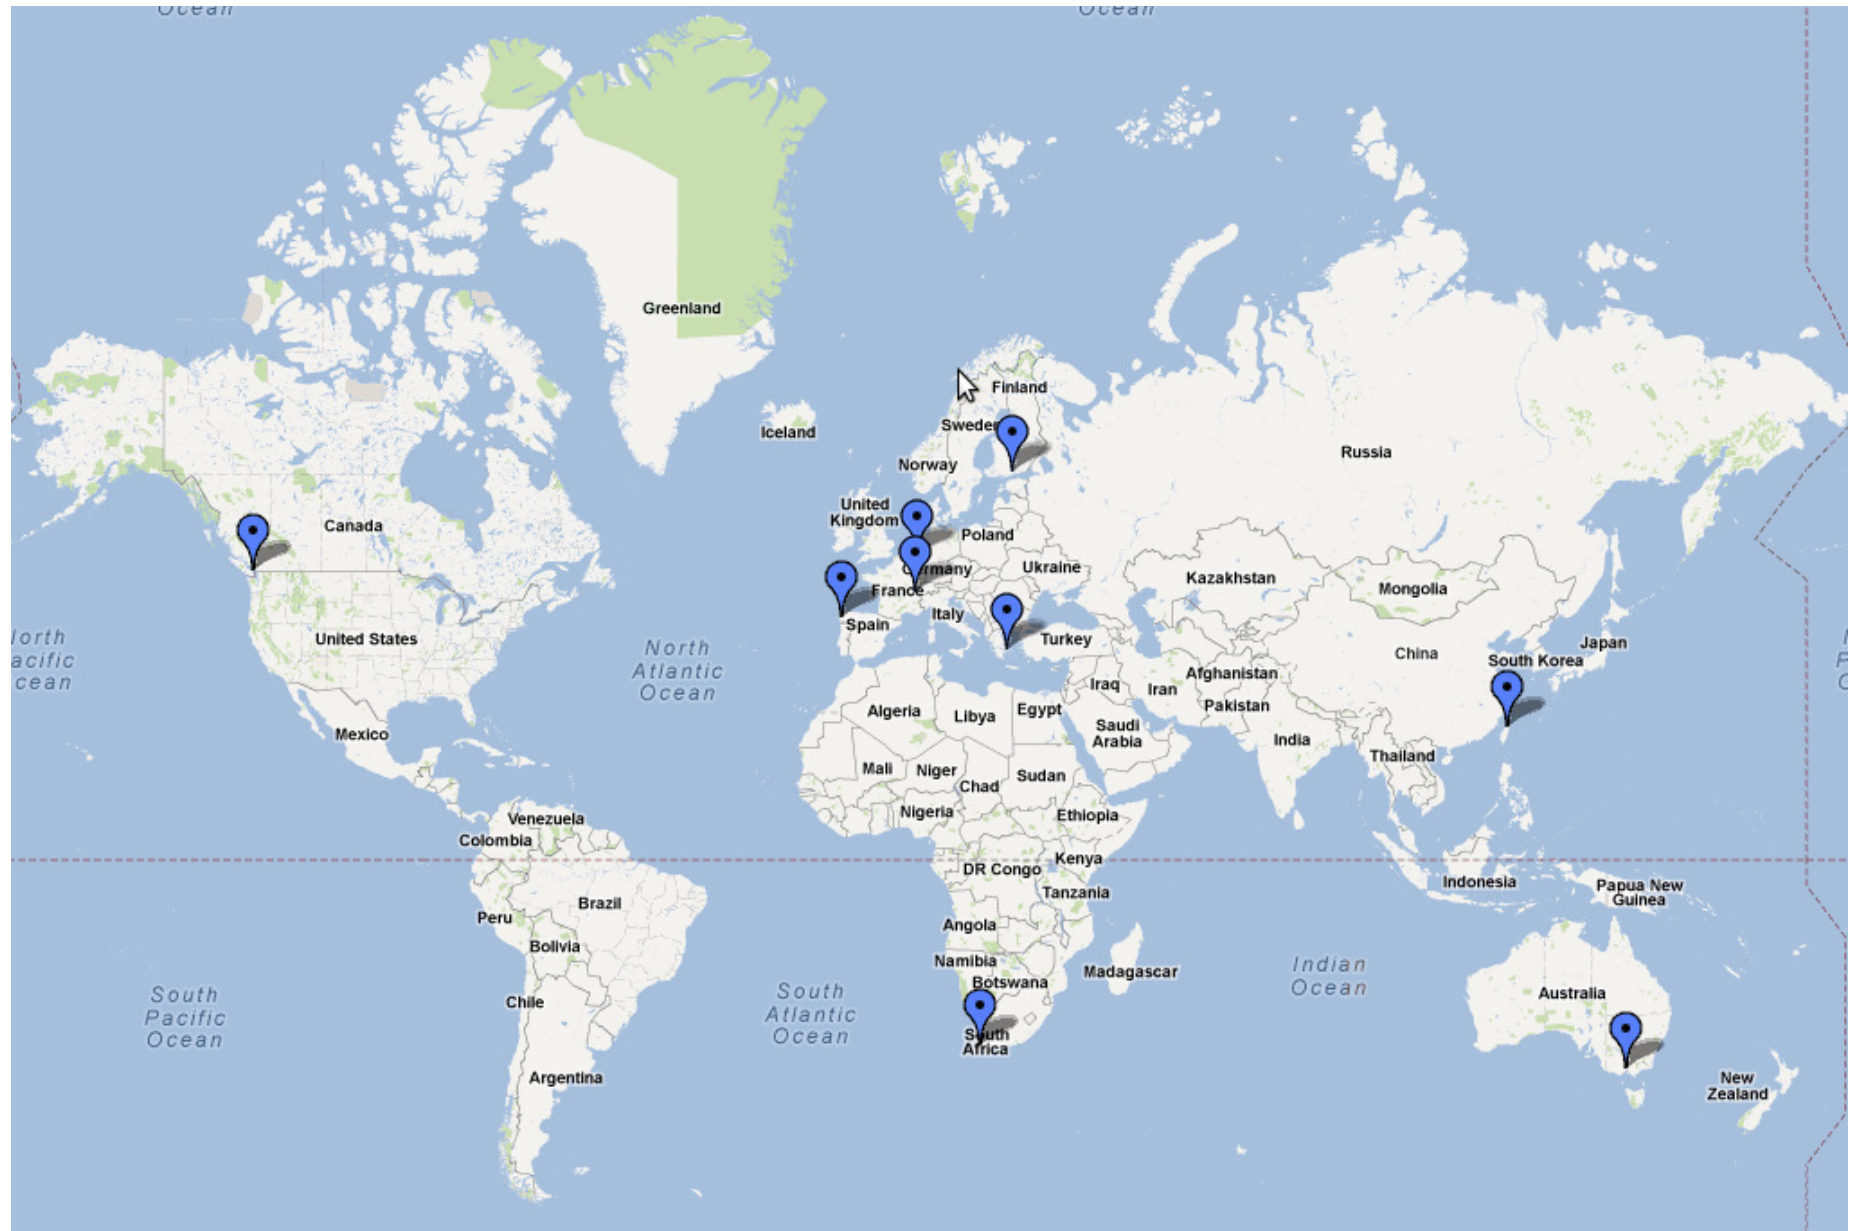 Ocean
Ocean
Greenland
Finland
Iceland
Sweden
Norway
Russia
United
Kingdom
Canada
Poland
Germany
Ukraine
Kazakhstan
Mongolia
France
Italy
Spain
United States
Turkey
North
Atlantic
Ocean
acific
cean
China
Japan
South Korea
Afghanistan
Iraq
Iran
Pakistan
Algeria
Libya
Egypt
Saudi
Arabia
India
Mexico
Thailand
Mali
Niger
Chad
Sudan
Nigeria
Ethiopia
Venezuela
Colombia
Kenya
DR Congo
Tanzania
Indonesia
Papua New
Guinea
Brazil
Peru
Angola
Bolivia
Namibia
Botswana
Madagascar
Indian
Ocean
Chile
Australia
South
Pacific
Ocean
South
Atlantic
Ocean
South
Africa
Argentina
New
Zealand